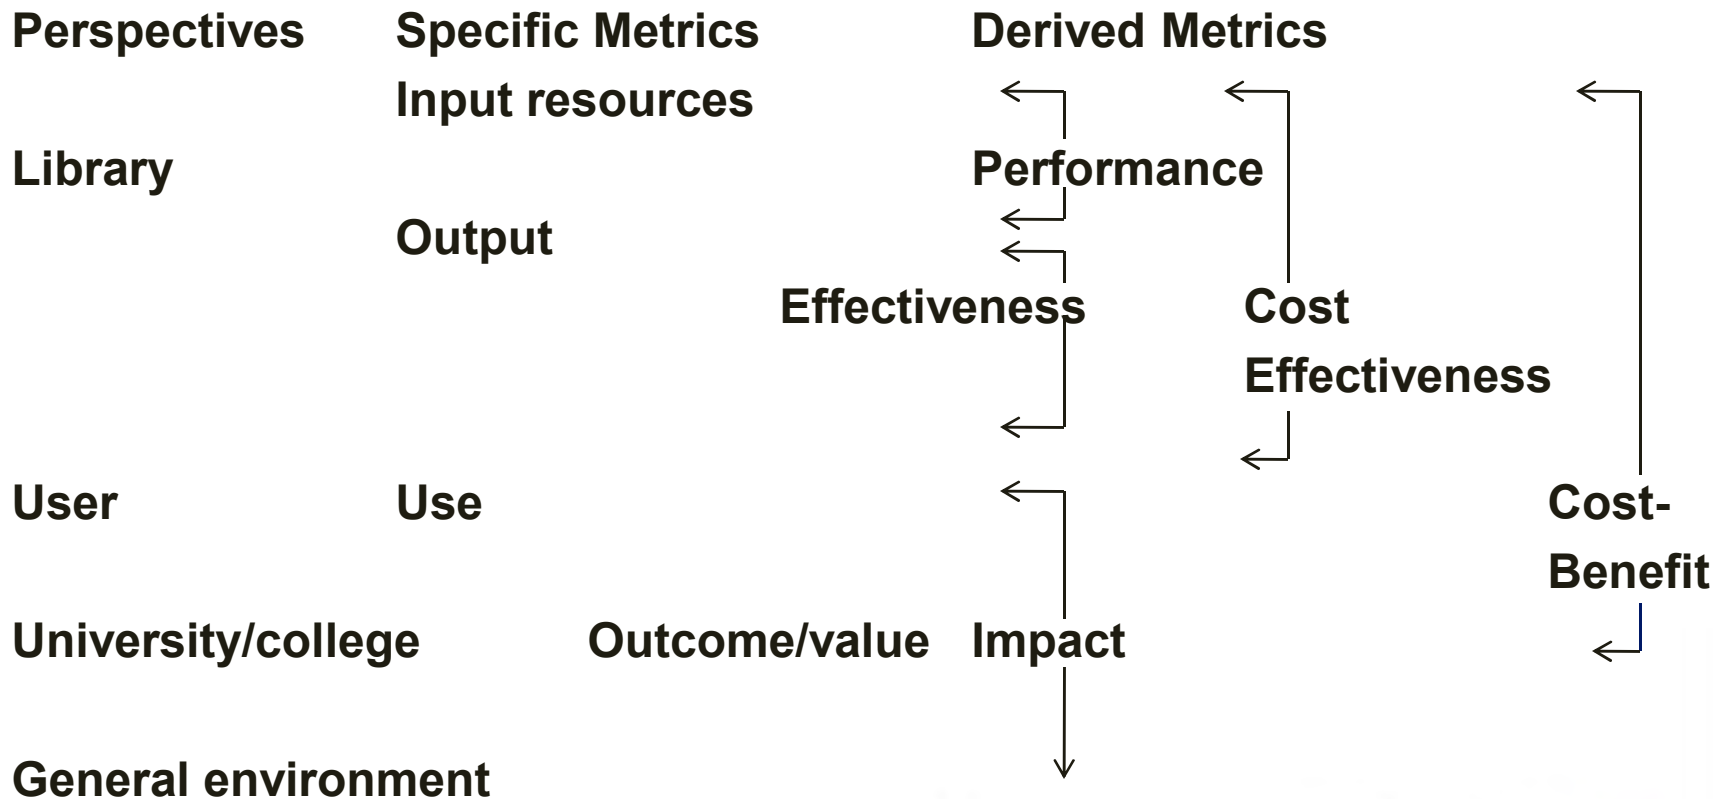 Perspectives Specific Metrics Derived Metrics
Input resources
Library Performance
Output
Effectiveness Cost
Effectiveness
User Use Cost-
Benefit
University/college Outcome/value Impact
General environment